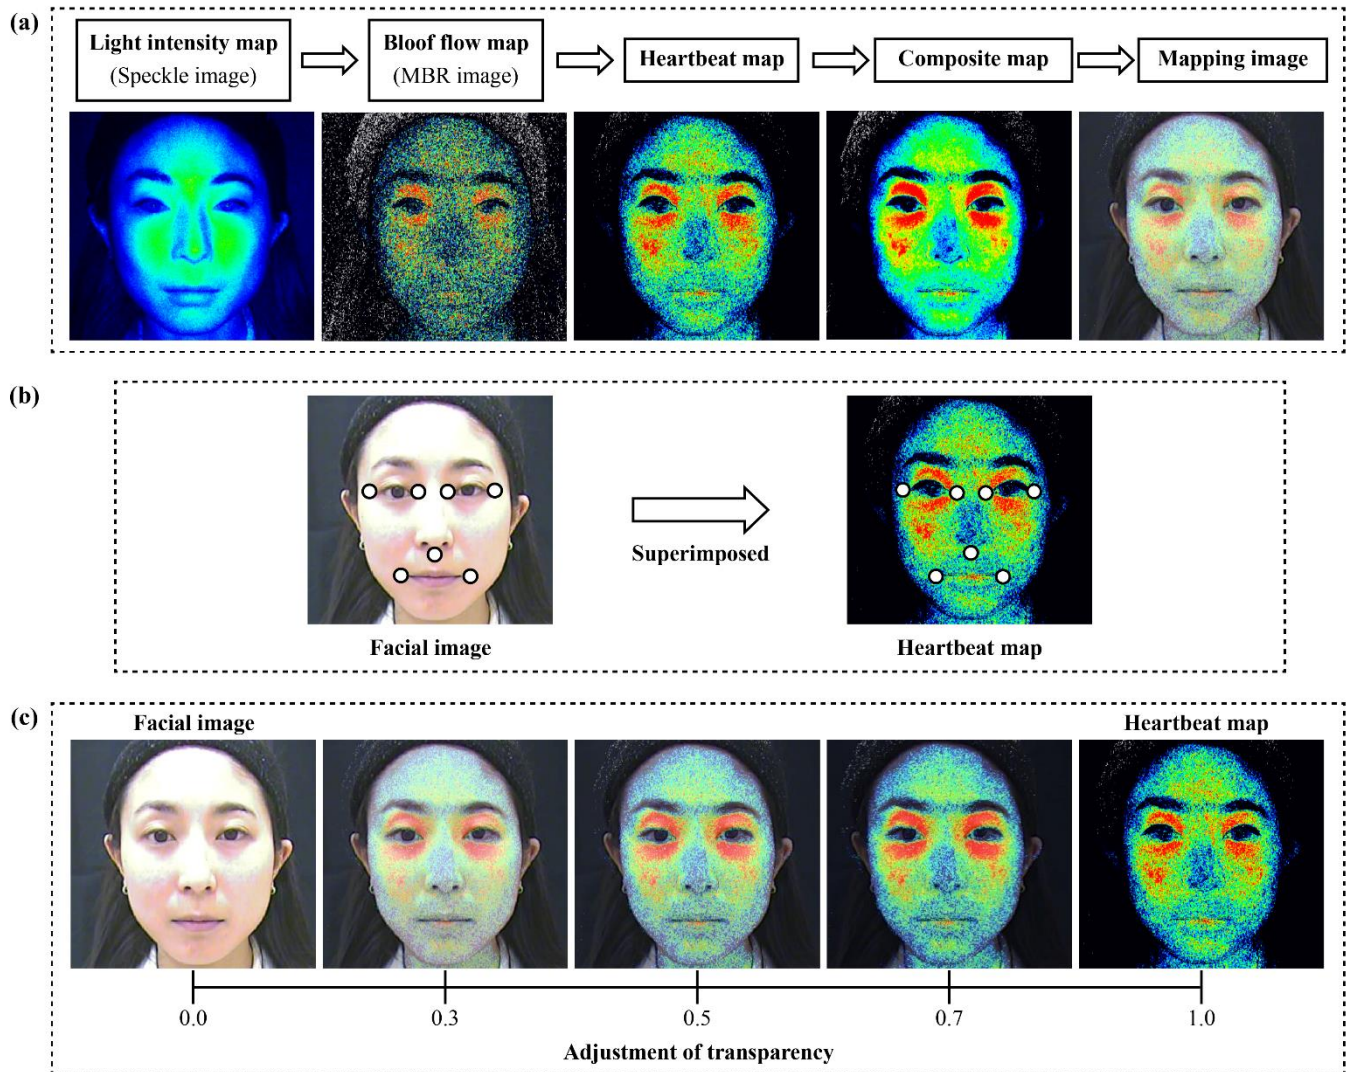 (a)
Light intensity map
(Speckle image)
Bloof flow map
(MBR image)
Heartbeat map
Composite map
Mapping image
(b)
Superimposed
Facial image
Heartbeat map
(c)
Facial image
Heartbeat map
0.0
0.3
0.5
0.7
1.0
Adjustment of transparency